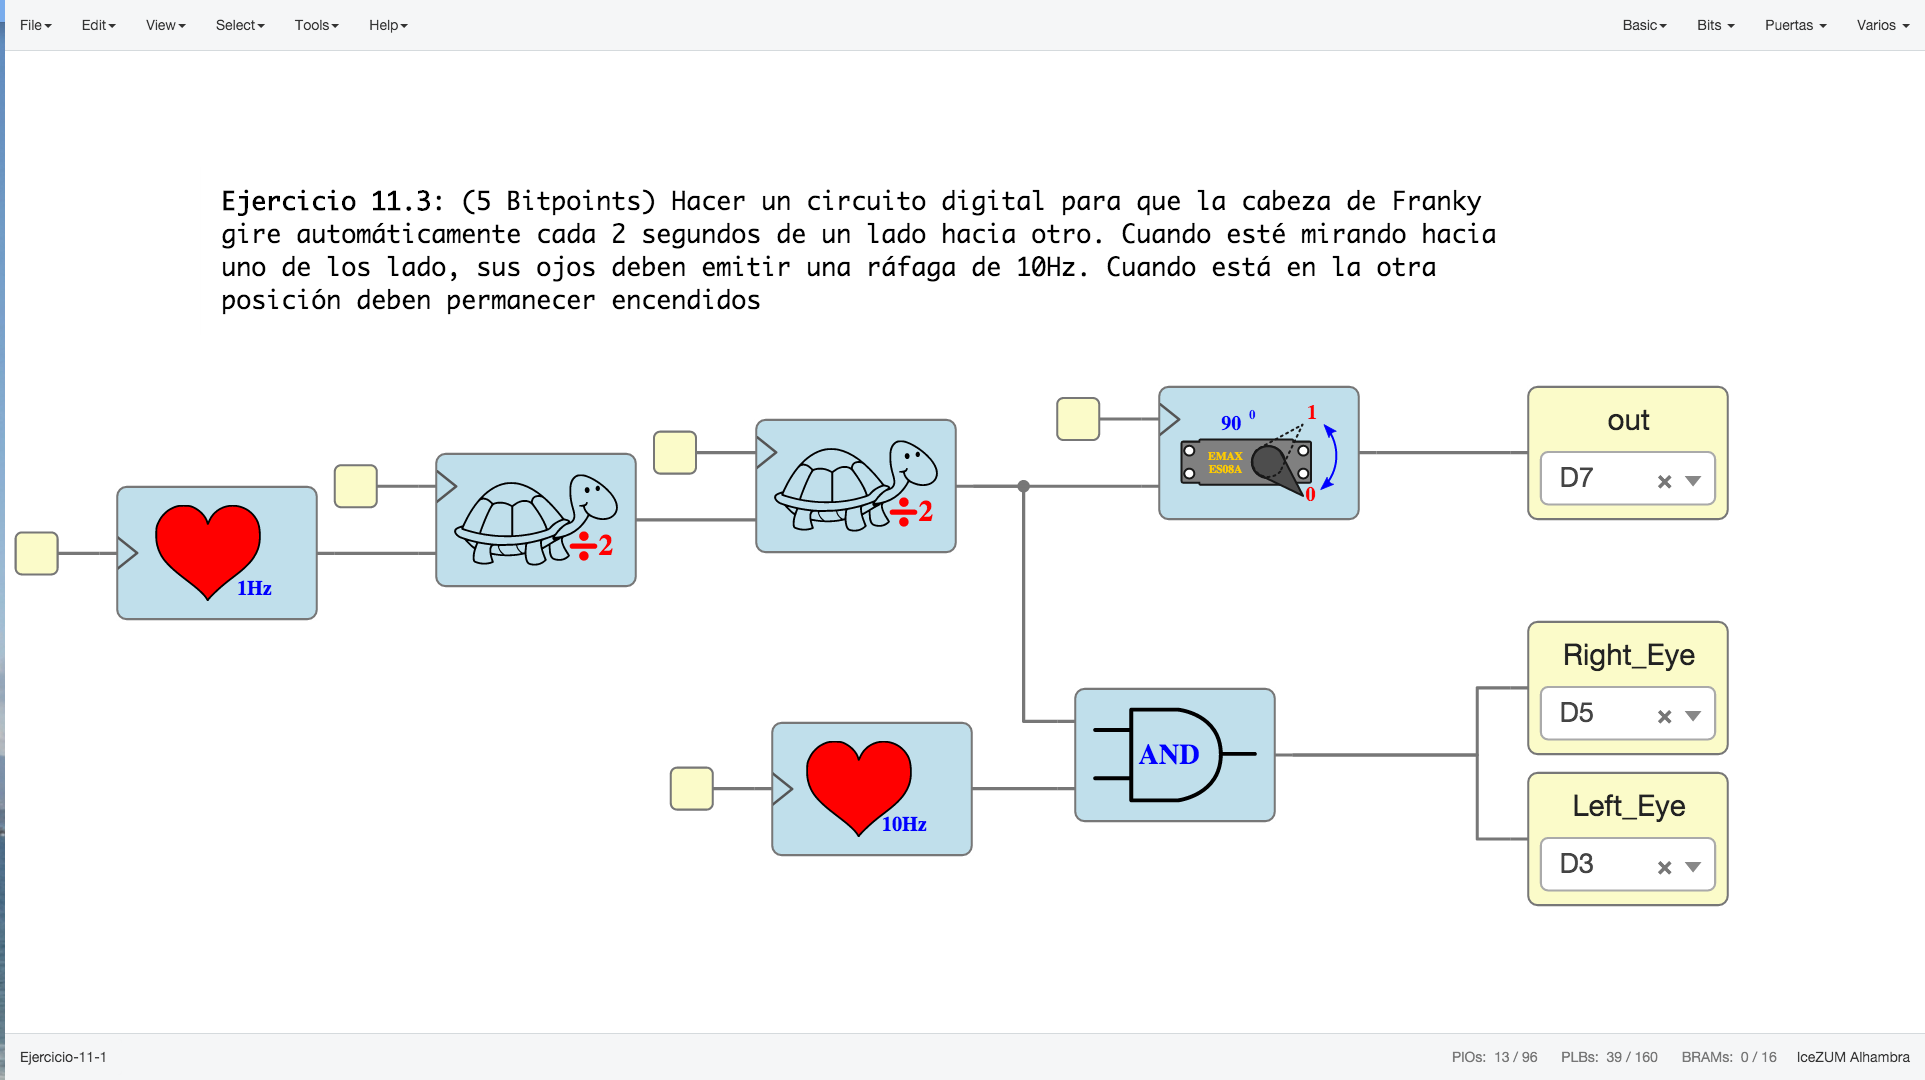 File Edit View Select Tools Help Basic Bits Puertas Varios
Ejercicio 11.3: (5 Bitpoints) Hacer un circuito digital para que la cabeza de Franky
gire automáticamente cada 2 segundos de un lado hacia otro. Cuando esté mirando hacia
uno de los lado, sus ojos deben emitir una ráfaga de 10Hz. Cuando está en la otra
posición deben permanecer encendidos
1Hz
÷2
÷2
90 0
1
EMAX
ES08A
0
out
D7
10Hz
AND
Right_Eye
D5
Left_Eye
D3
Ejercicio-11-1 PIOs: 13 / 96 PLBs: 39 / 160 BRAMs: 0 / 16 IceZUM Alhambra